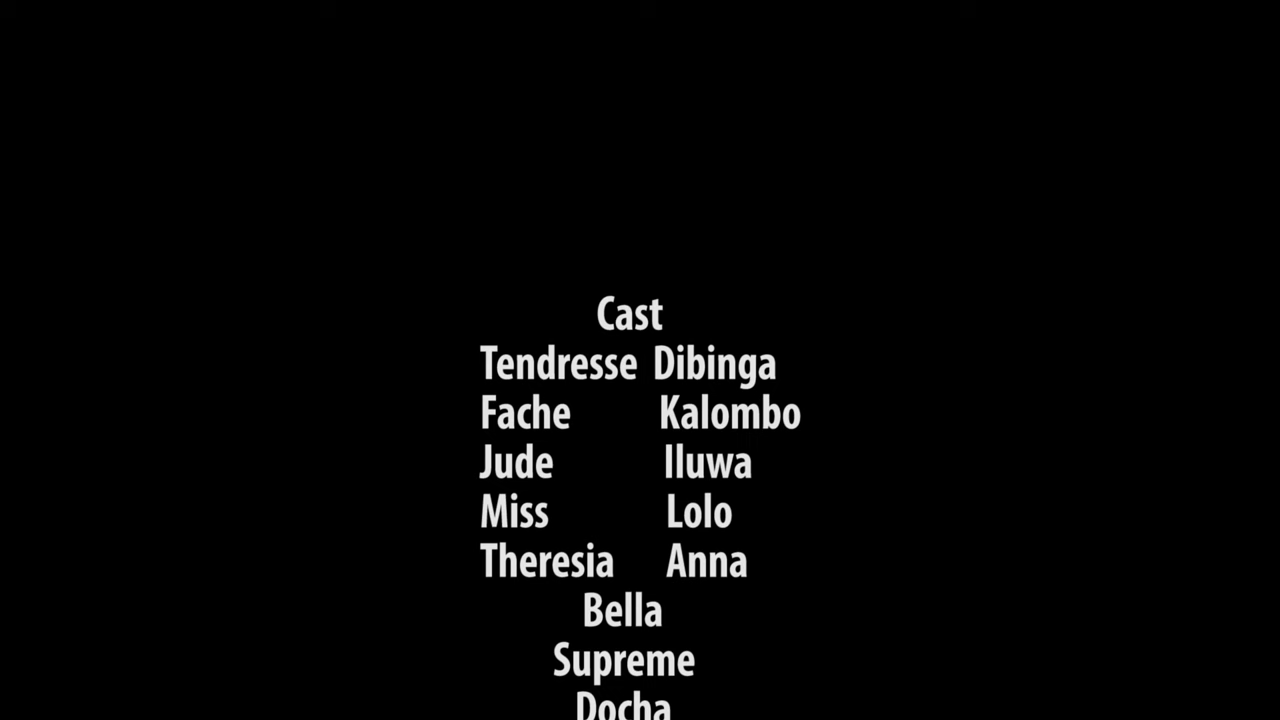 Cast
Tendresse Dibinga
Fache Kalombo
Jude Iluwa
Miss Lolo
Theresia Anna
Bella
Supreme
Docha